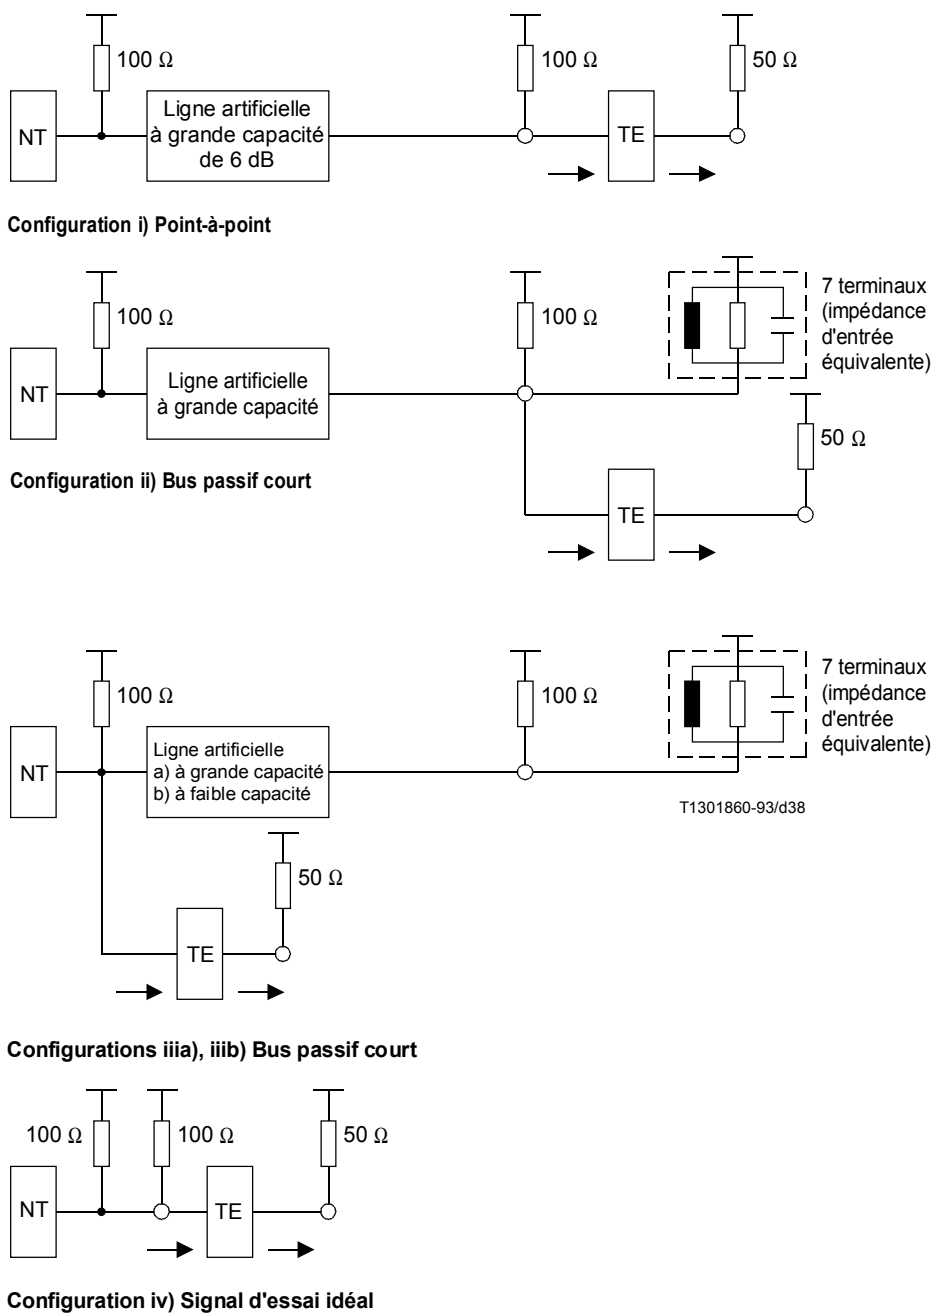 100 Ω
100 Ω
50 Ω
NT
Ligne artificielle
à grande capacité
de 6 dB
TE
Configuration i) Point-à-point
100 Ω
100 Ω
7 terminaux
(impédance
d'entrée
équivalente)
NT
Ligne artificielle
à grande capacité
50 Ω
Configuration ii) Bus passif court
TE
100 Ω
100 Ω
7 terminaux
(impédance
d'entrée
équivalente)
NT
Ligne artificielle
a) à grande capacité
b) à faible capacité
T1301860-93/d38
50 Ω
TE
Configurations iiia), iiib) Bus passif court
100 Ω
100 Ω
50 Ω
NT
TE
Configuration iv) Signal d'essai idéal